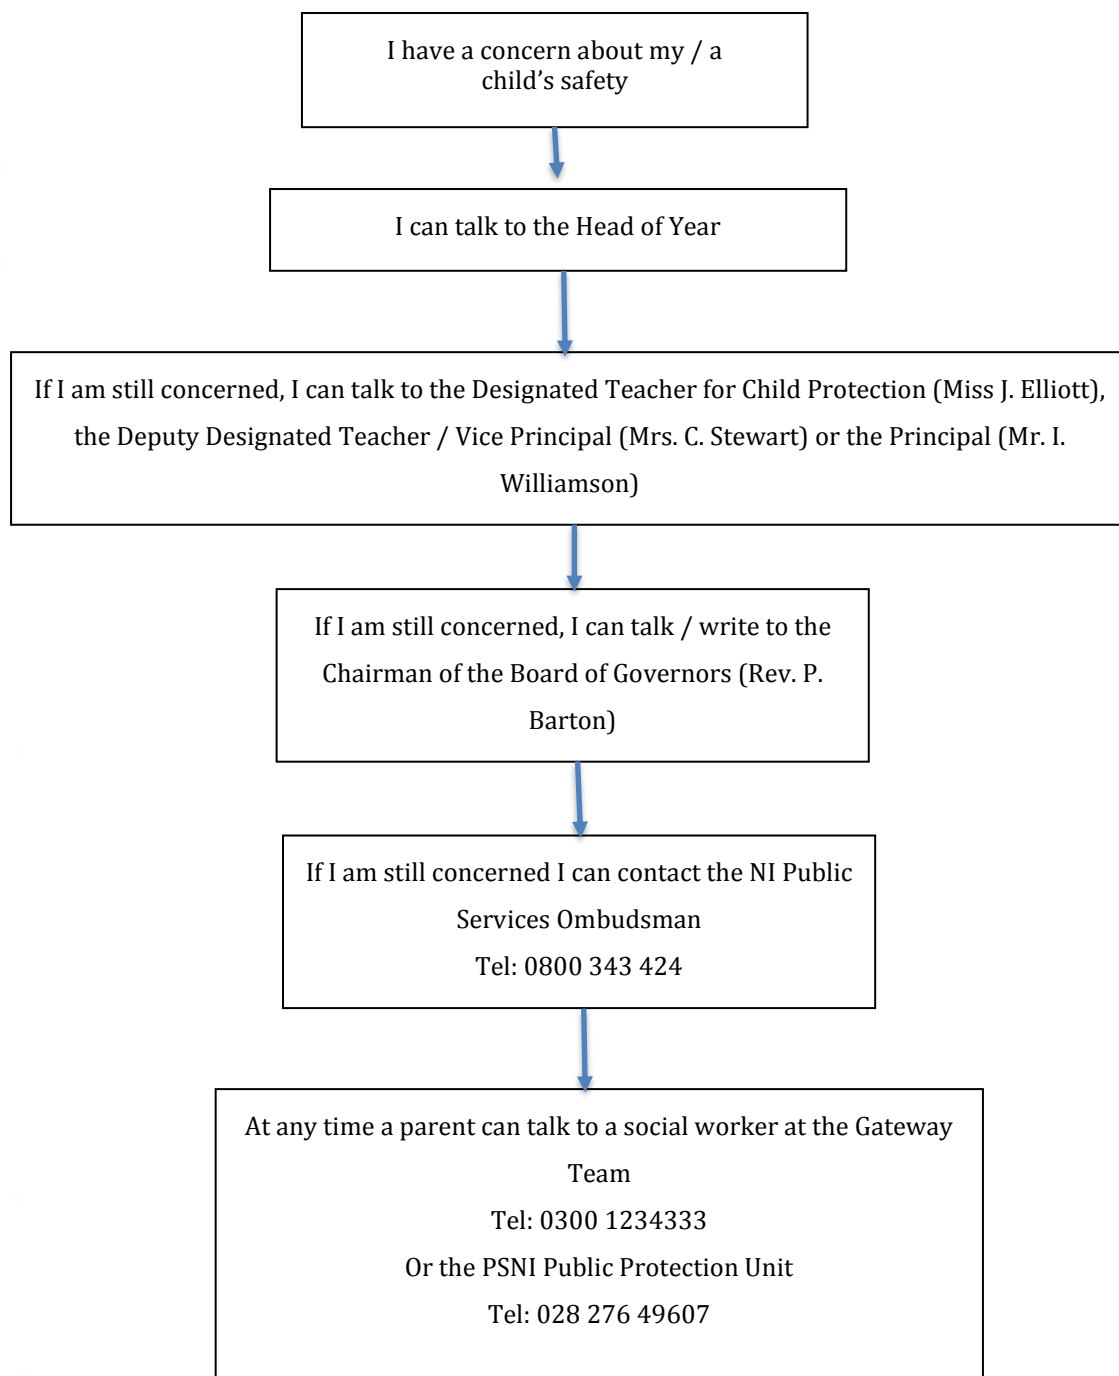 I have a concern about my / a
child’s safety
I can talk to the Head of Year
If I am still concerned, I can talk to the Designated Teacher for Child Protection (Miss J. Elliott),
the Deputy Designated Teacher / Vice Principal (Mrs. C. Stewart) or the Principal (Mr. I.
Williamson)
If I am still concerned, I can talk / write to the
Chairman of the Board of Governors (Rev. P.
Barton)
If I am still concerned I can contact the NI Public
Services Ombudsman
Tel: 0800 343 424
At any time a parent can talk to a social worker at the Gateway
Team
Tel: 0300 1234333
Or the PSNI Public Protection Unit
Tel: 028 276 49607